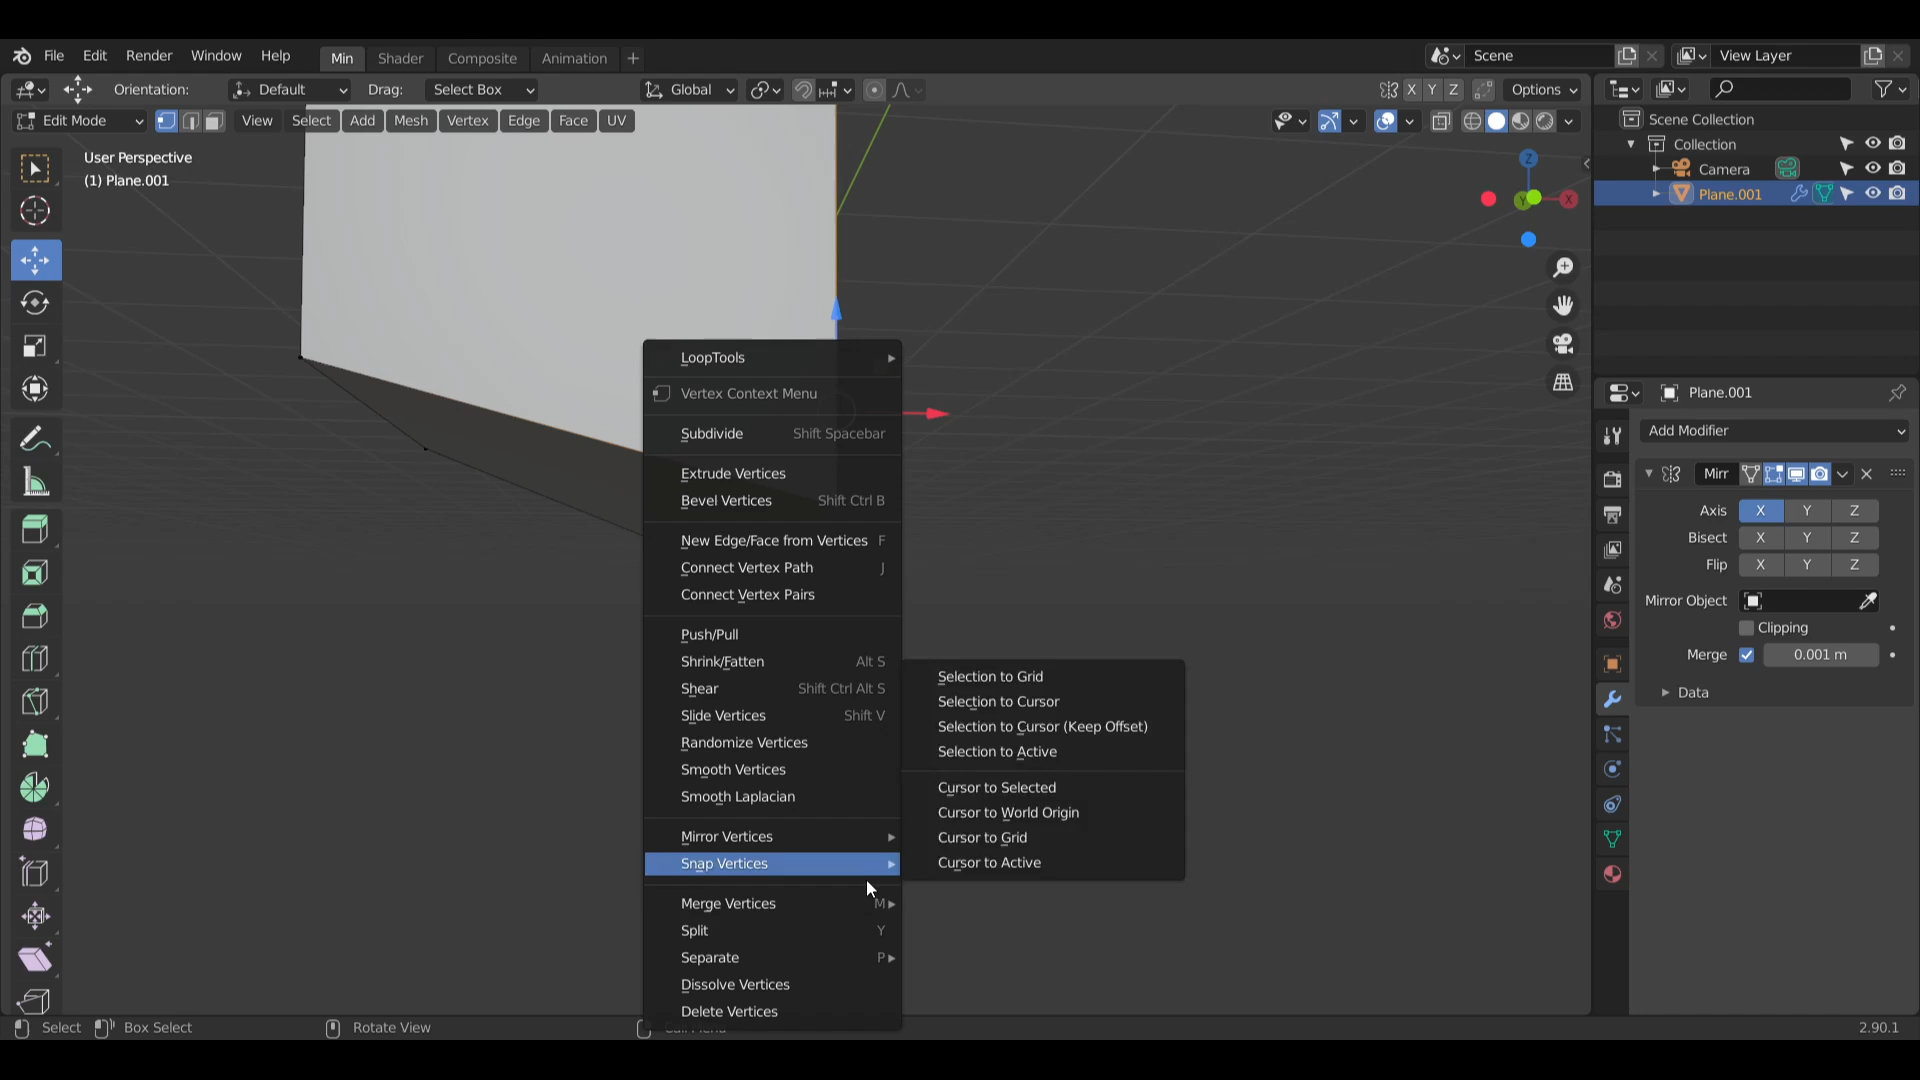 File Edit Render Window Help Min Shader Composite Animation + Scene View Layer
Orientation: Default Drag: Select Box Global X Y Z Options
Edit Mode View Select Add Mesh Vertex Edge Face UV
User Perspective
(1) Plane.001
Z
Y X
Scene Collection
Collection
Camera
Plane.001
Plane.001
Add Modifier
Mirr
Axis X Y Z
Bisect X Y Z
Flip X Y Z
Mirror Object
Clipping
Merge 0.001 m
Data
LoopTools
Vertex Context Menu
Subdivide Shift Spacebar
Extrude Vertices
Bevel Vertices Shift Ctrl B
New Edge/Face from Vertices F
Connect Vertex Path J
Connect Vertex Pairs
Push/Pull
Shrink/Fatten Alt S
Shear Shift Ctrl Alt S
Slide Vertices Shift V
Randomize Vertices
Smooth Vertices
Smooth Laplacian
Mirror Vertices
Snap Vertices
Merge Vertices M
Split Y
Separate P
Dissolve Vertices
Delete Vertices
Selection to Grid
Selection to Cursor
Selection to Cursor (Keep Offset)
Selection to Active
Cursor to Selected
Cursor to World Origin
Cursor to Grid
Cursor to Active
Select Box Select Rotate View 2.90.1